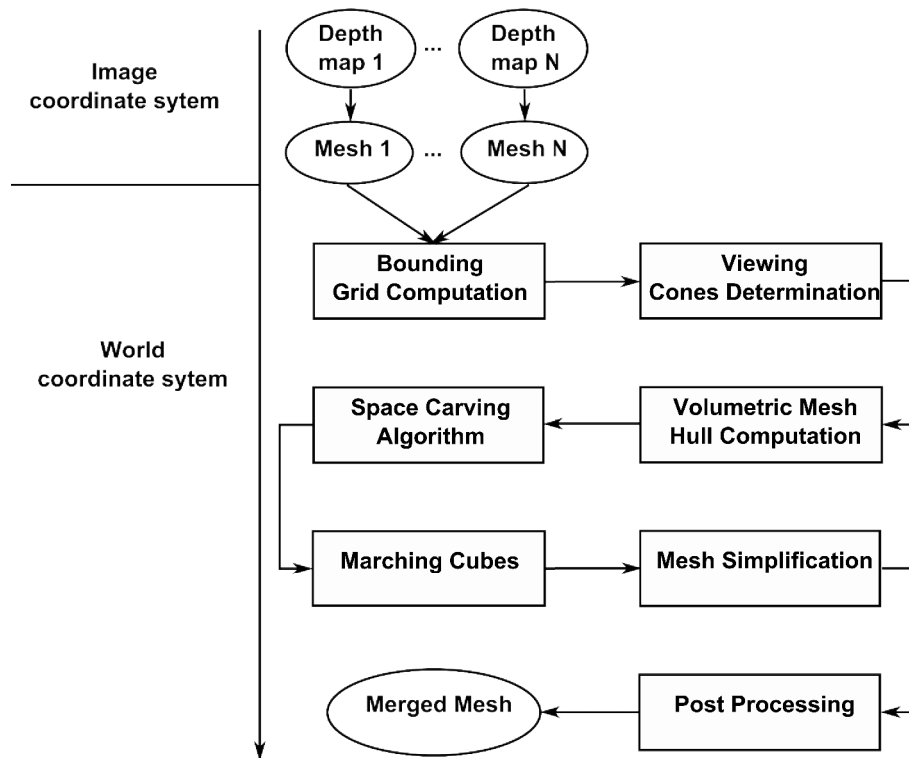 Depth
map 1
...
Depth
map N
Image
coordinate sytem
Mesh 1
...
Mesh N
Bounding
Grid Computation
Viewing
Cones Determination
World
coordinate sytem
Space Carving
Algorithm
Volumetric Mesh
Hull Computation
Marching Cubes
Mesh Simplification
Merged Mesh
Post Processing